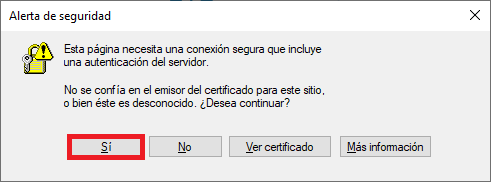 Alerta de seguridad
Esta página necesita una conexión segura que incluye
una autenticación del servidor.
No se confía en el emisor del certificado para este sitio,
o bien éste es desconocido. ¿Desea continuar?
Sí No Ver certificado Más información